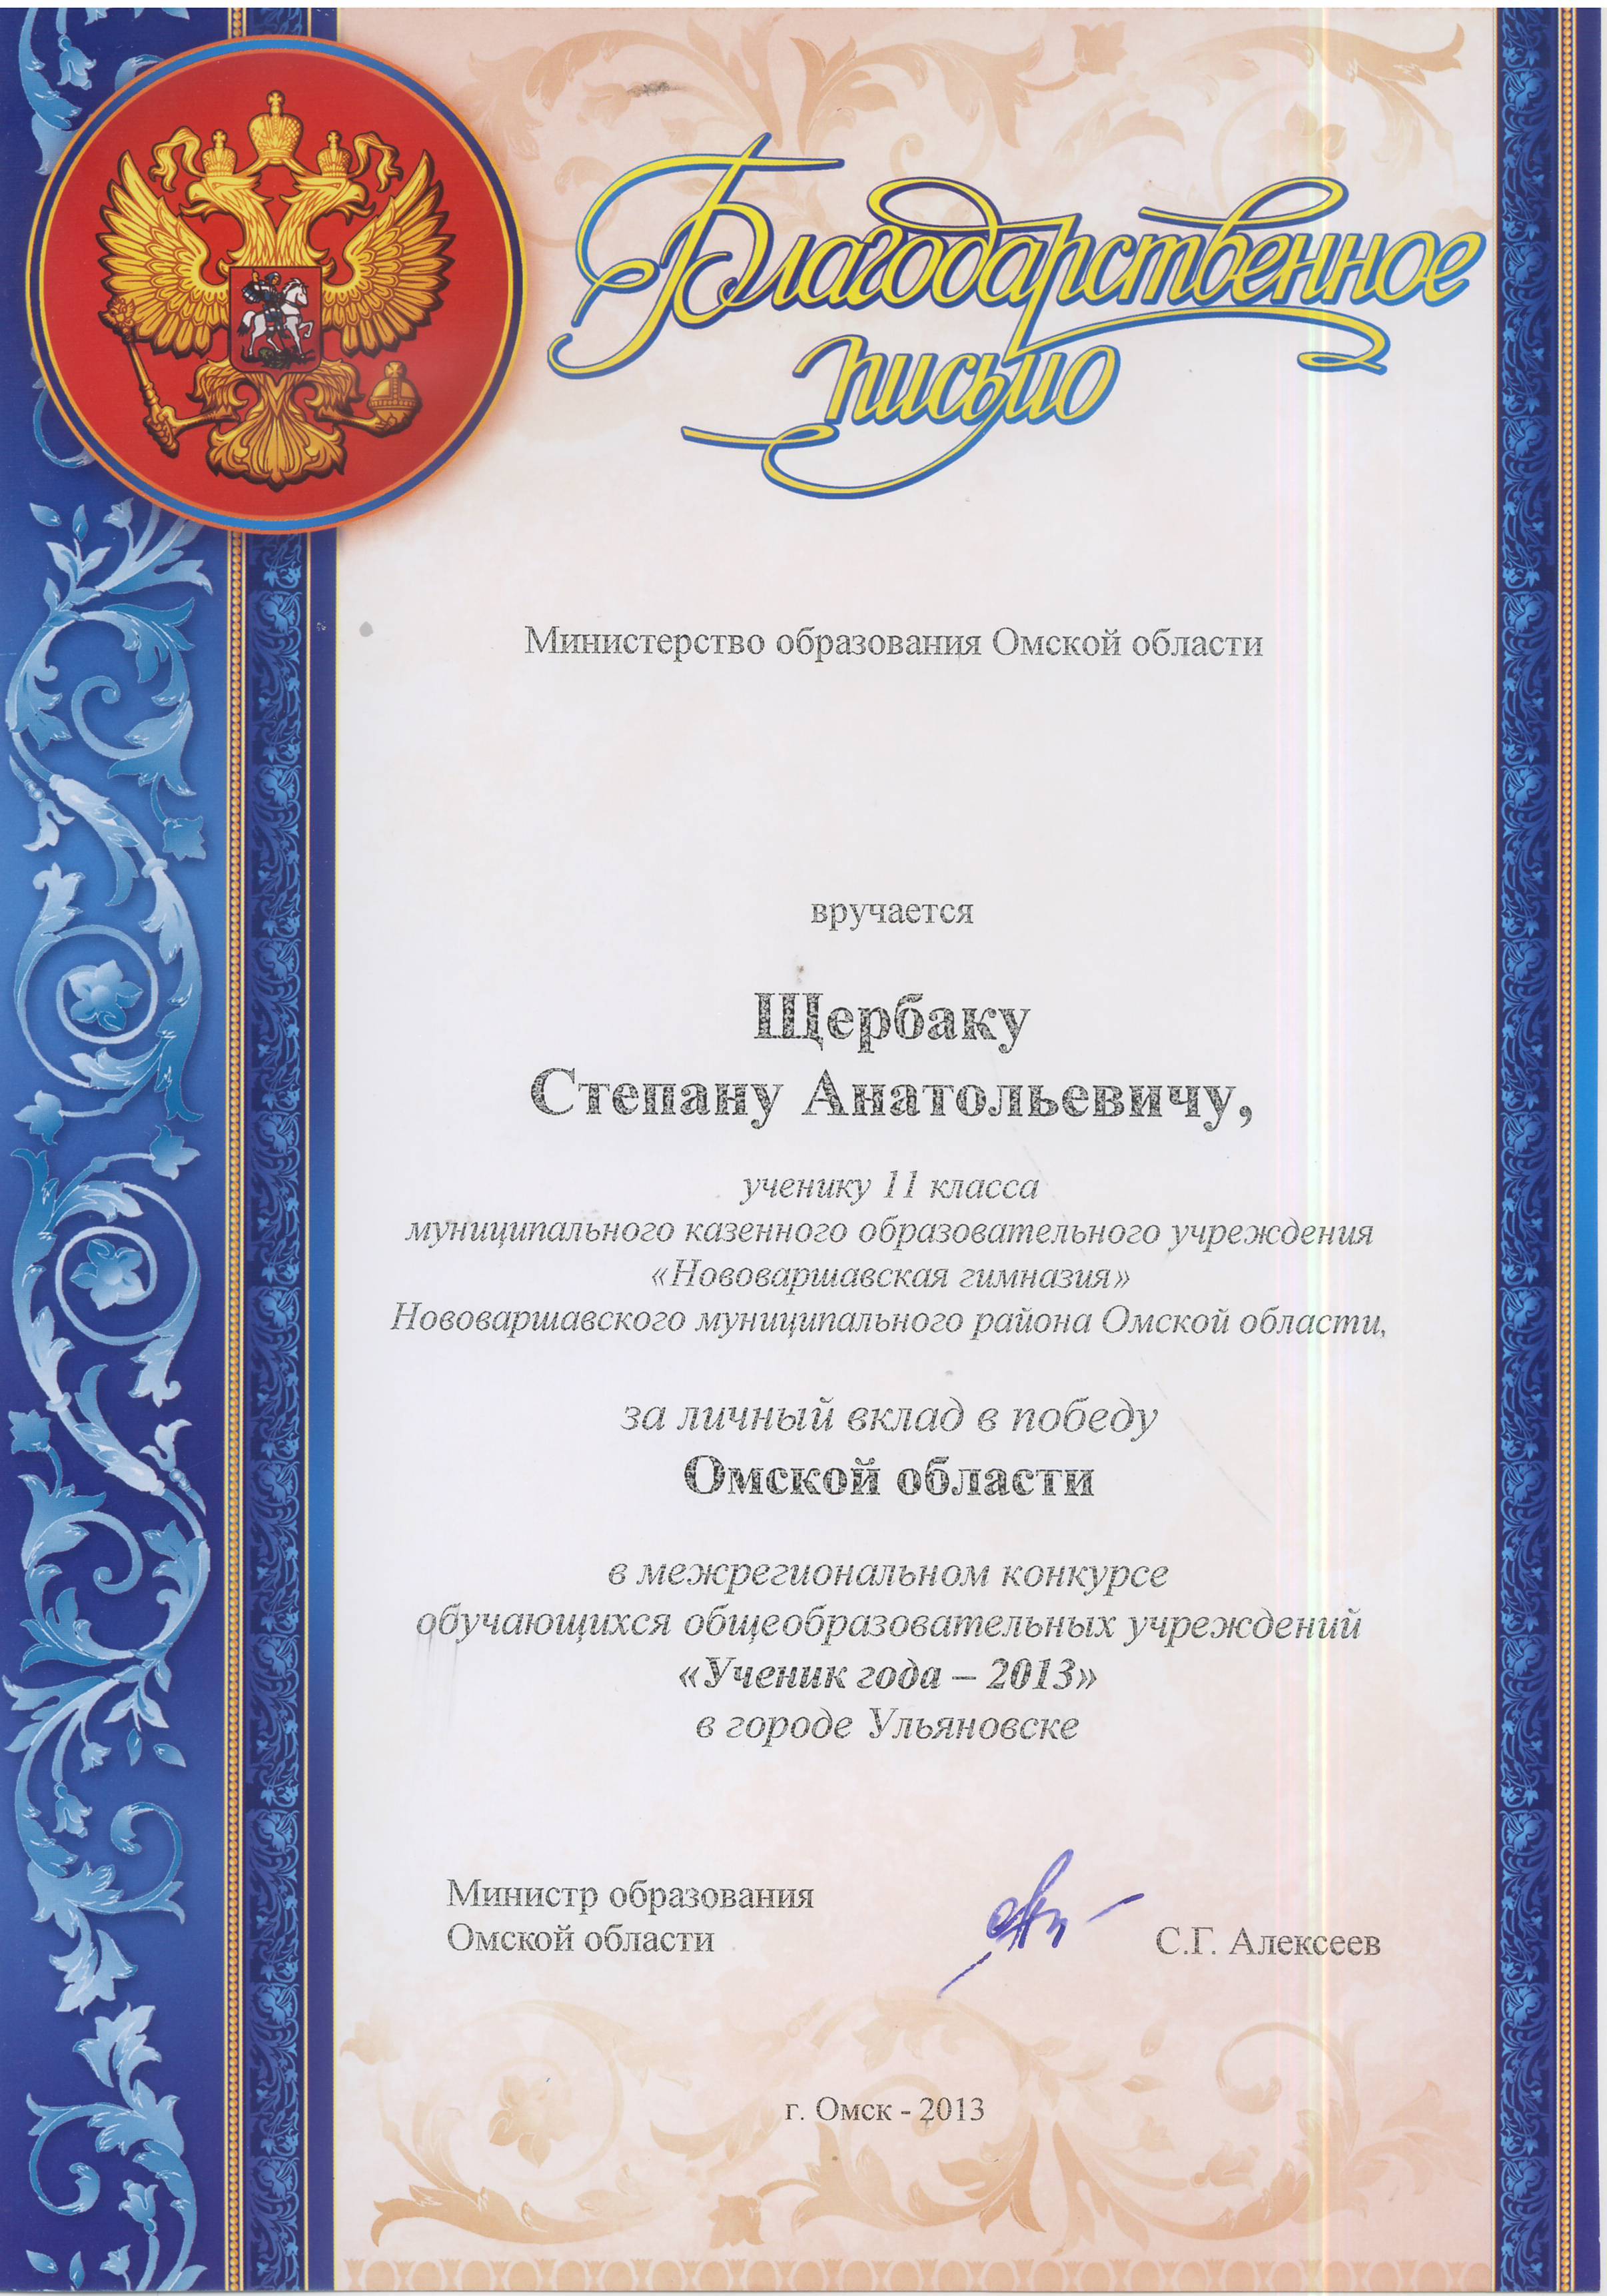 Благодарственное
письмо
Министерство образования Омской области
вручается
Щербаку
Степану Анатольевичу,
ученику 11 класса
муниципального казенного образовательного учреждения
«Нововаршавская гимназия»
Нововаршавского муниципального района Омской области,
за личный вклад в победу
Омской области
в межрегиональном конкурсе
обучающихся общеобразовательных учреждений
«Ученик года – 2013»
в городе Ульяновске
Министр образования
Омской области
С.Г. Алексеев
г. Омск - 2013